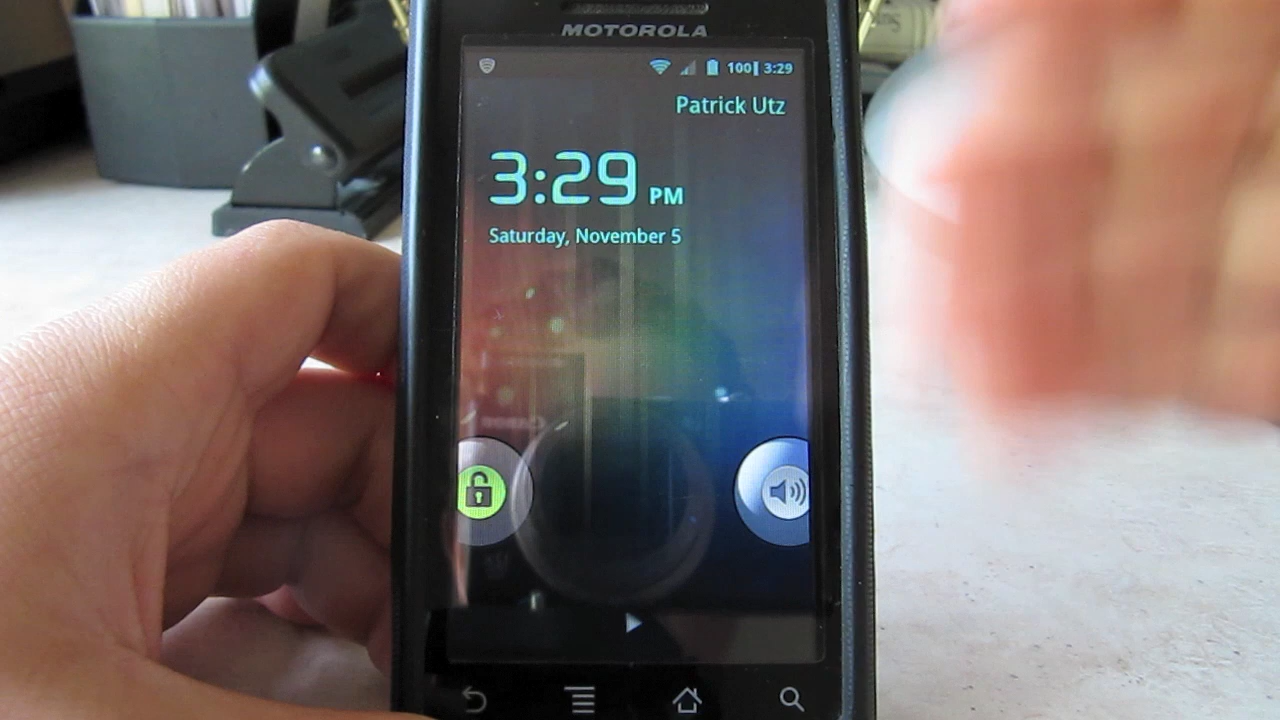 MOTOROLA
100 3:29
Patrick Utz
3:29 PM
Saturday, November 5